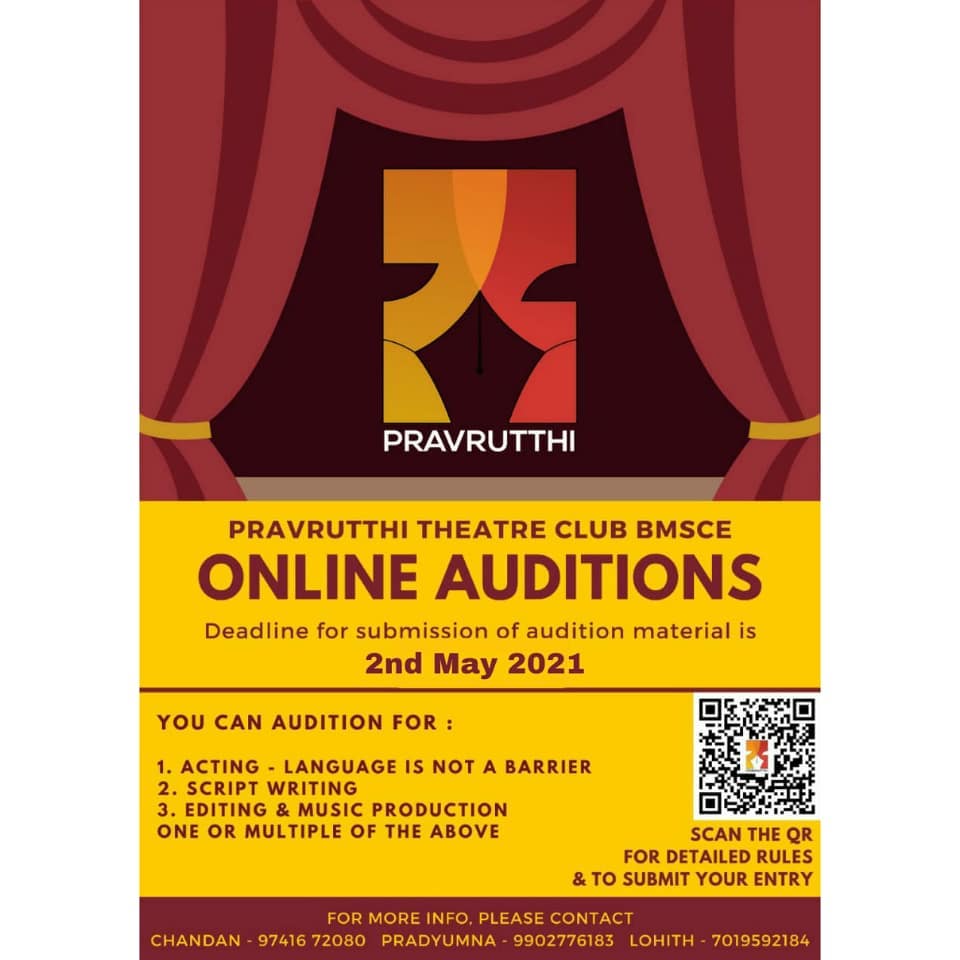 PRAVRUTTHI
PRAVRUTTHI THEATRE CLUB BMSCE
ONLINE AUDITIONS
Deadline for submission of audition material is
2nd May 2021
YOU CAN AUDITION FOR :
1. ACTING - LANGUAGE IS NOT A BARRIER
2. SCRIPT WRITING
3. EDITING & MUSIC PRODUCTION
ONE OR MULTIPLE OF THE ABOVE
SCAN THE QR
FOR DETAILED RULES
& TO SUBMIT YOUR ENTRY
FOR MORE INFO, PLEASE CONTACT
CHANDAN - 97416 72080 PRADYUMNA - 9902776183 LOHITH - 7019592184